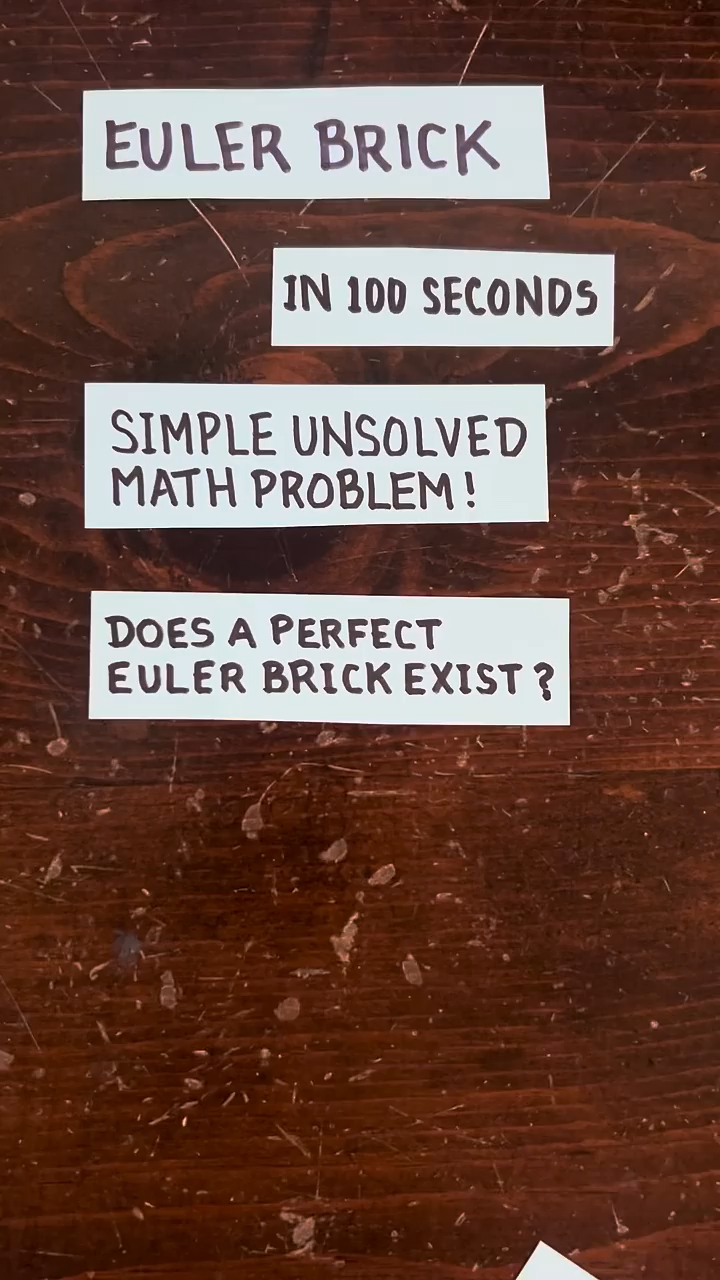 EULER BRICK
IN 100 SECONDS
SIMPLE UNSOLVED
MATH PROBLEM!
DOES A PERFECT
EULER BRICK EXIST?